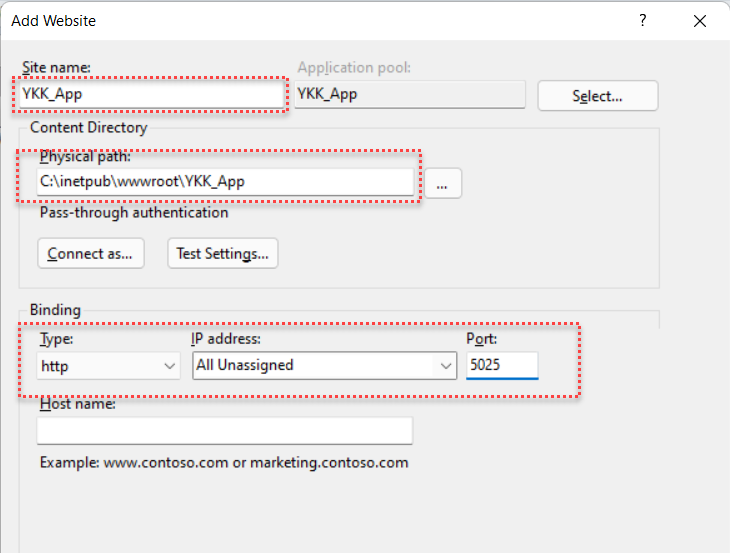 Add Website
?
Site name:
Application pool:
YKK_App
YKK_App
Select...
Content Directory
Physical path:
C:\inetpub\wwwroot\YKK_App
...
Pass-through authentication
Connect as...
Test Settings...
Binding
Type:
IP address:
Port:
http
All Unassigned
5025
Host name:
Example: www.contoso.com or marketing.contoso.com